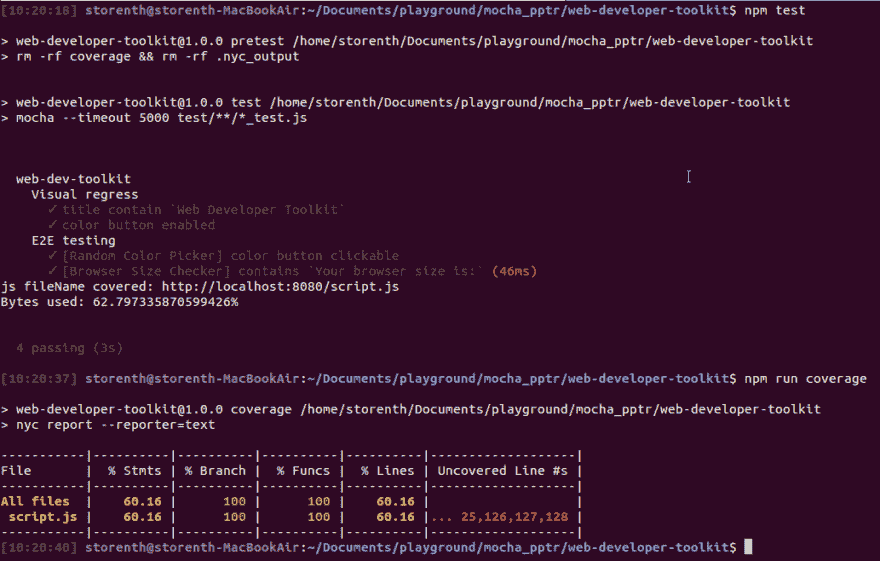 [10:20:18] storenth@storenth-MacBookAir:~/Documents/playground/mocha_pptr/web-developer-toolkit$ npm test
> web-developer-toolkit@1.0.0 pretest /home/storenth/Documents/playground/mocha_pptr/web-developer-toolkit
> rm -rf coverage && rm -rf .nyc_output
> web-developer-toolkit@1.0.0 test /home/storenth/Documents/playground/mocha_pptr/web-developer-toolkit
> mocha --timeout 5000 test/**/*_test.js
web-dev-toolkit
Visual regress
✓ title contain `Web Developer Toolkit`
✓ color button enabled
E2E testing
✓ [Random Color Picker] color button clickable
✓ [Browser Size Checker] contains `Your browser size is:` (46ms)
js fileName covered: http://localhost:8080/script.js
Bytes used: 62.797335870599426%
4 passing (3s)
[10:20:37] storenth@storenth-MacBookAir:~/Documents/playground/mocha_pptr/web-developer-toolkit$ npm run coverage
> web-developer-toolkit@1.0.0 coverage /home/storenth/Documents/playground/mocha_pptr/web-developer-toolkit
> nyc report --reporter=text
-----------|----------|----------|----------|----------|-------------------|
File       |  % Stmts | % Branch |  % Funcs |  % Lines | Uncovered Line #s |
-----------|----------|----------|----------|----------|-------------------|
All files  |    60.16 |      100 |      100 |    60.16 |                   |
 script.js |    60.16 |      100 |      100 |    60.16 |... 25,126,127,128 |
-----------|----------|----------|----------|----------|-------------------|
[10:20:40] storenth@storenth-MacBookAir:~/Documents/playground/mocha_pptr/web-developer-toolkit$